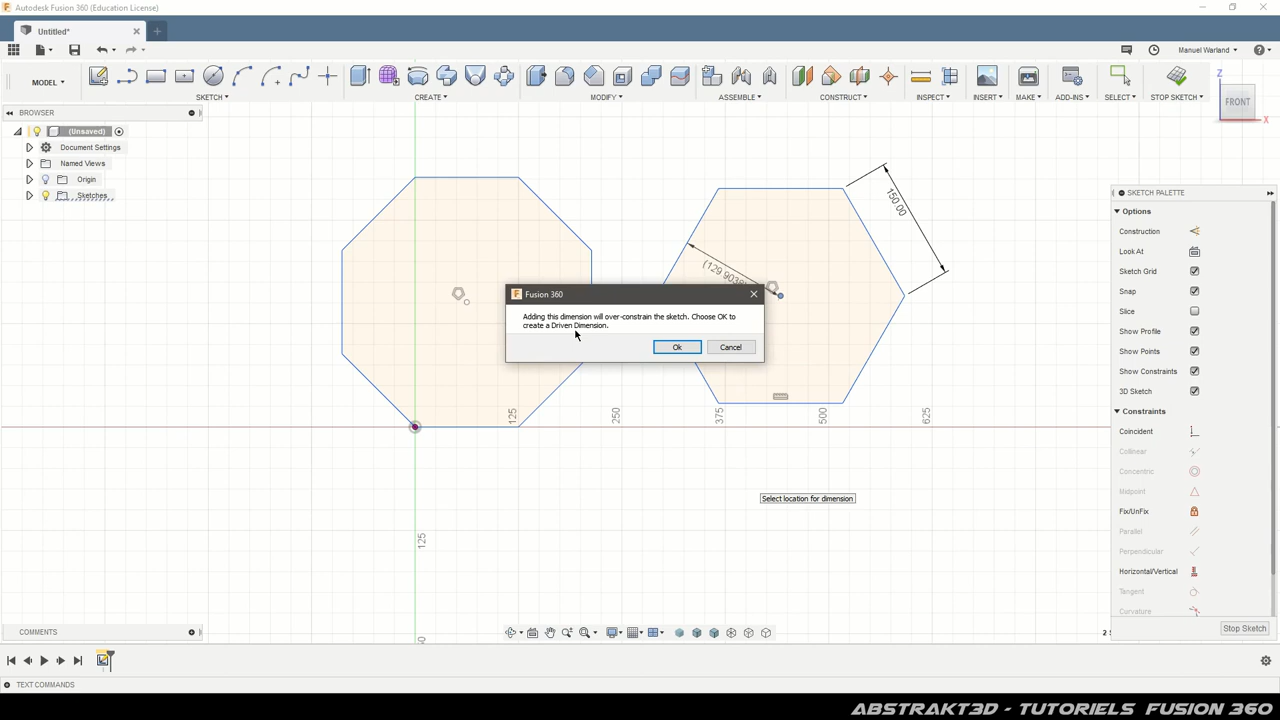 Autodesk Fusion 360 (Education License)
Untitled*
Manuel Warland
MODEL
SKETCH
CREATE
MODIFY
ASSEMBLE
CONSTRUCT
INSPECT
INSERT
MAKE
ADD-INS
SELECT
STOP SKETCH
Z
FRONT
X
BROWSER
(Unsaved)
Document Settings
Named Views
Origin
Sketches
150.00
(129.9038)
SKETCH PALETTE
Options
Construction
Look At
Sketch Grid
Snap
Slice
Show Profile
Show Points
Show Constraints
3D Sketch
Constraints
Coincident
Collinear
Concentric
Midpoint
Fix/UnFix
Parallel
Perpendicular
Horizontal/Vertical
Tangent
Curvature
Stop Sketch
Fusion 360
Adding this dimension will over-constrain the sketch. Choose OK to
create a Driven Dimension.
Ok
Cancel
125
250
375
500
625
Select location for dimension
125
COMMENTS
TEXT COMMANDS
ABSTRAKT3D - TUTORIELS FUSION 360